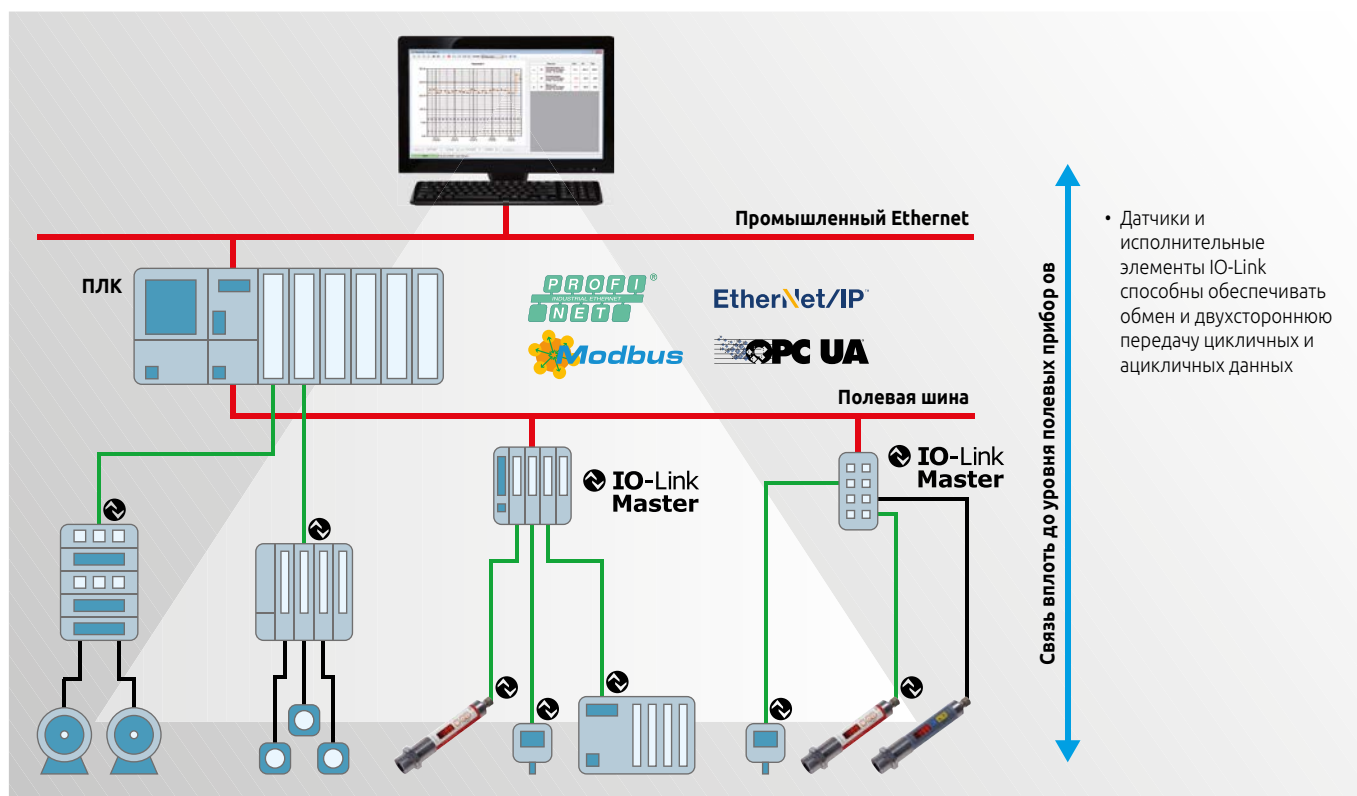 Промышленный Ethernet
ПЛК
PROFI®
INDUSTRIAL ETHERNET
NET
EtherNet/IP™
Modbus
OPC UA
Полевая шина
IO-Link
Master
IO-Link
Master
Связь вплоть до уровня полевых прибор ов
• Датчики и
исполнительные
элементы IO-Link
способны обеспечивать
обмен и двухстороннюю
передачу цикличных и
ацикличных данных